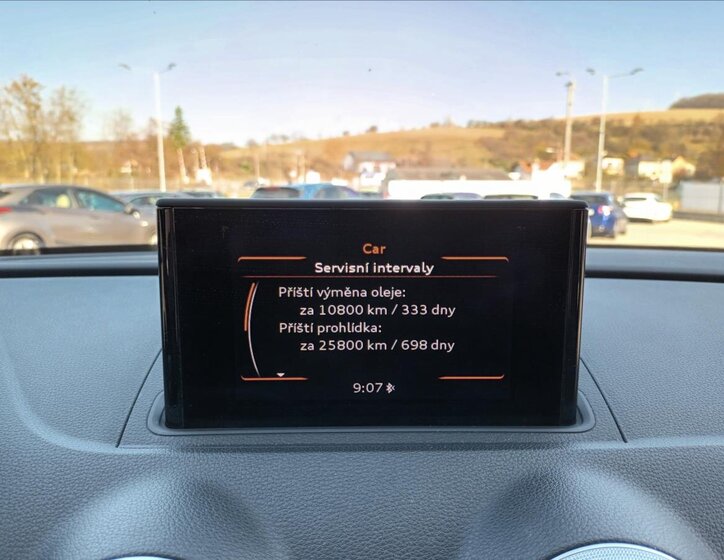 Car
Servisní intervaly
Příští výměna oleje:
za 10800 km / 333 dny
Příští prohlídka:
za 25800 km / 698 dny
9:07